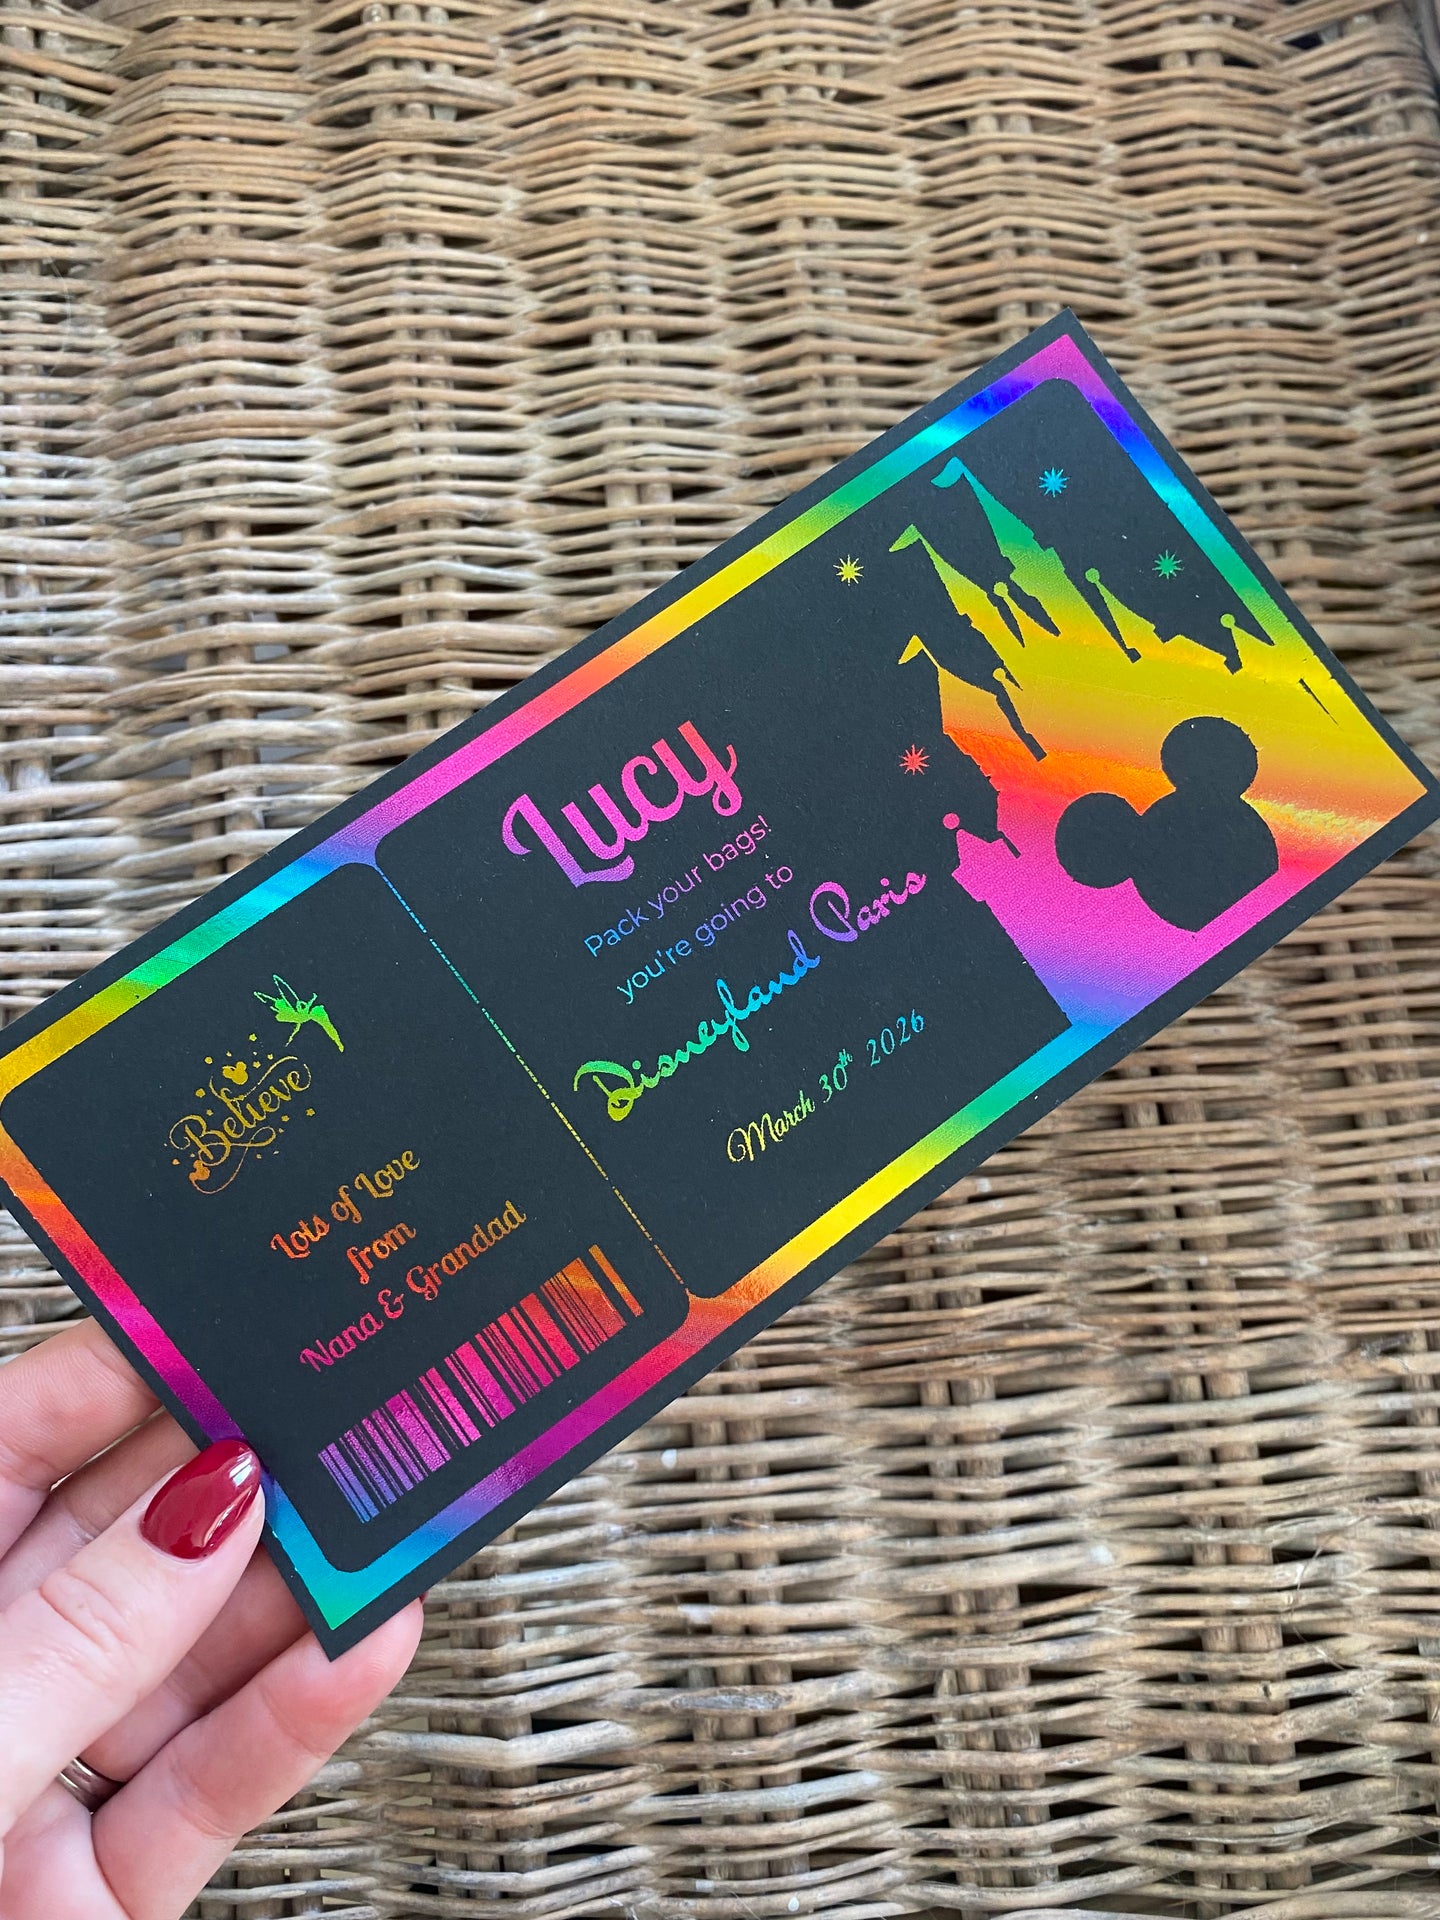 Lucy
Pack your bags!
you're going to
Disneyland Paris
March 30th 2026
Believe
Lots of Love
from
Nana & Grandad